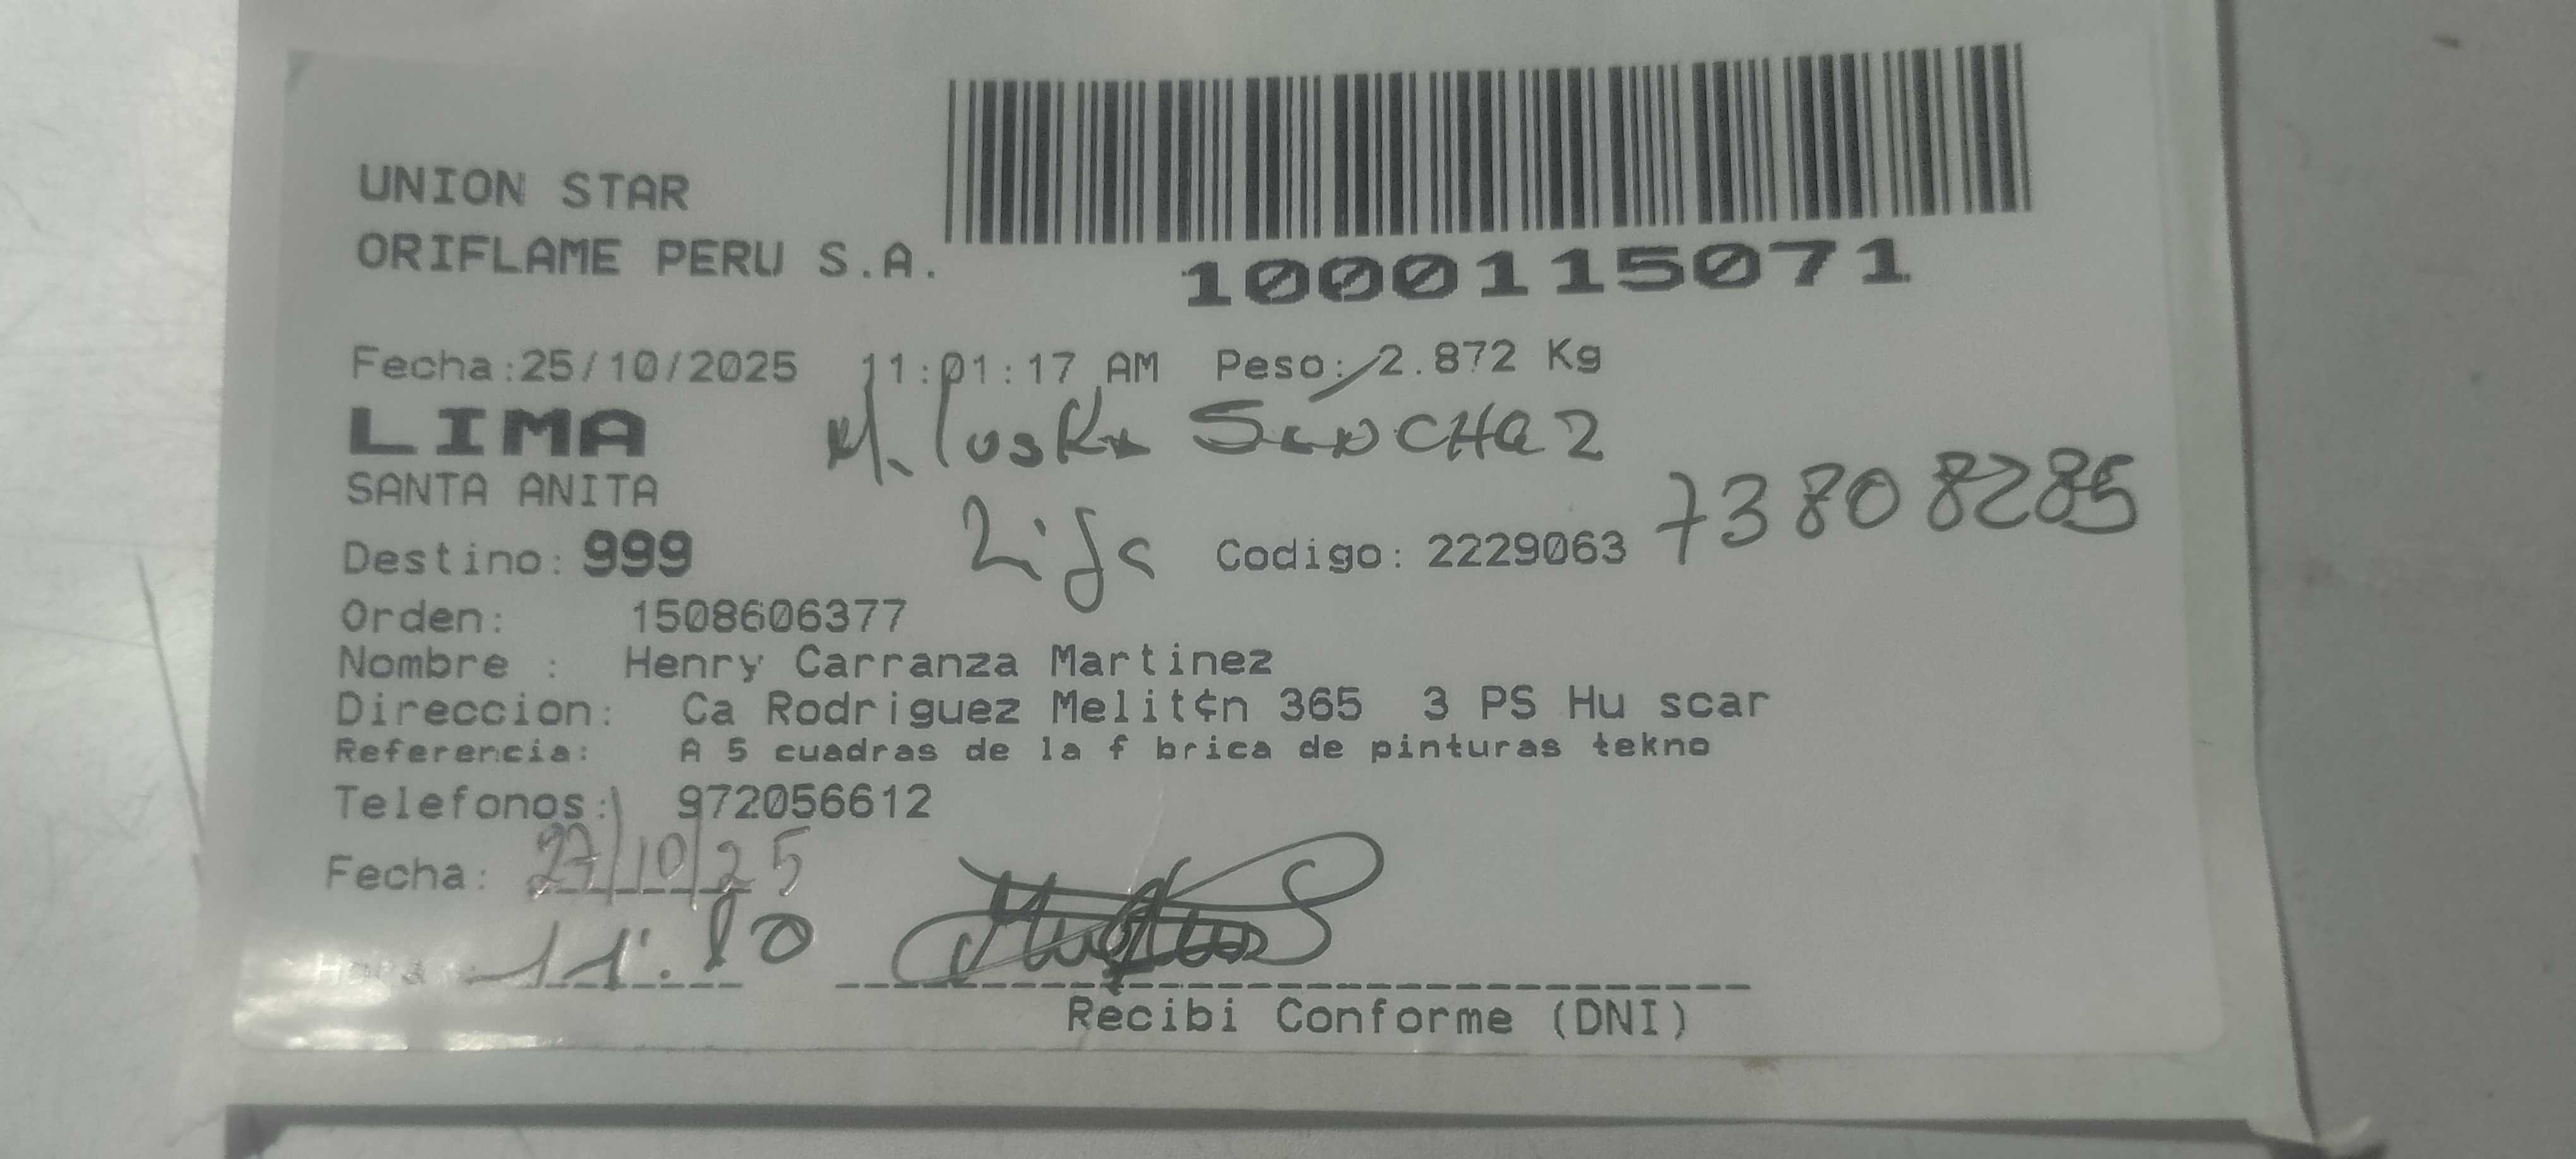 UNION STAR
ORIFLAME PERU S.A.
1000115071
Fecha:25/10/2025 11:01:17 AM Peso: 2.872 Kg
LIMA
SANTA ANITA
73808285
Destino: 999 Codigo: 2229063
Orden: 1508606377
Nombre : Henry Carranza Martinez
Direccion: Ca Rodriguez Melit¢n 365 3 PS Hu scar
Referencia: A 5 cuadras de la f brica de pinturas tekno
Telefonos: 972056612
Fecha: 27/10/25
Hora:
Recibi Conforme (DNI)